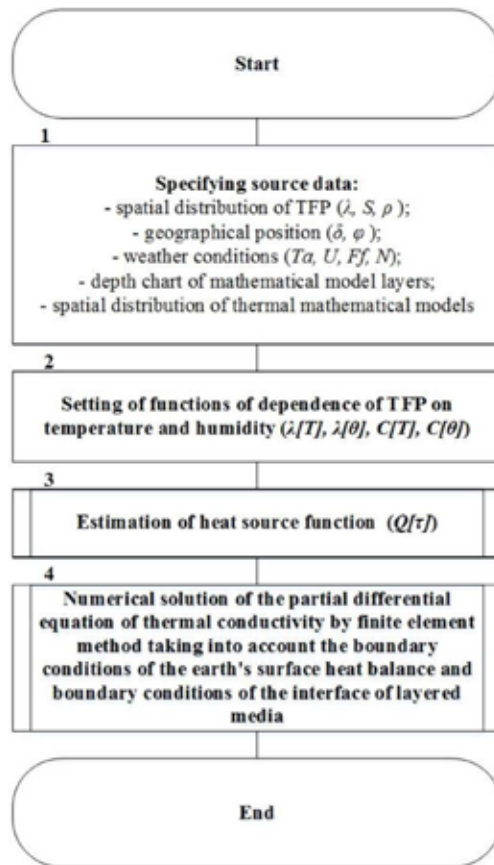 Start
1
Specifying source data:
- spatial distribution of TFP (λ, S, ρ );
- geographical position (δ, φ );
- weather conditions (Ta, U, Ff, N);
- depth chart of mathematical model layers;
- spatial distribution of thermal mathematical models
2
Setting of functions of dependence of TFP on
temperature and humidity (λ[T], λ[θ], C[T], C[θ])
3
Estimation of heat source function (Q[τ])
4
Numerical solution of the partial differential
equation of thermal conductivity by finite element
method taking into account the boundary
conditions of the earth's surface heat balance and
boundary conditions of the interface of layered
media
End